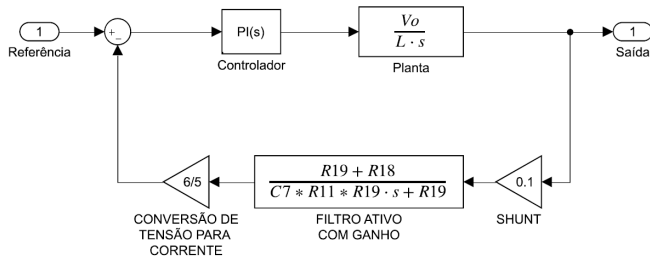 1
Referência
+
−
PI(s)
Controlador
Vo
L · s
Planta
1
Saída
6/5
CONVERSÃO DE
TENSÃO PARA
CORRENTE
R19 + R18
C7 * R11 * R19 · s + R19
FILTRO ATIVO
COM GANHO
0.1
SHUNT